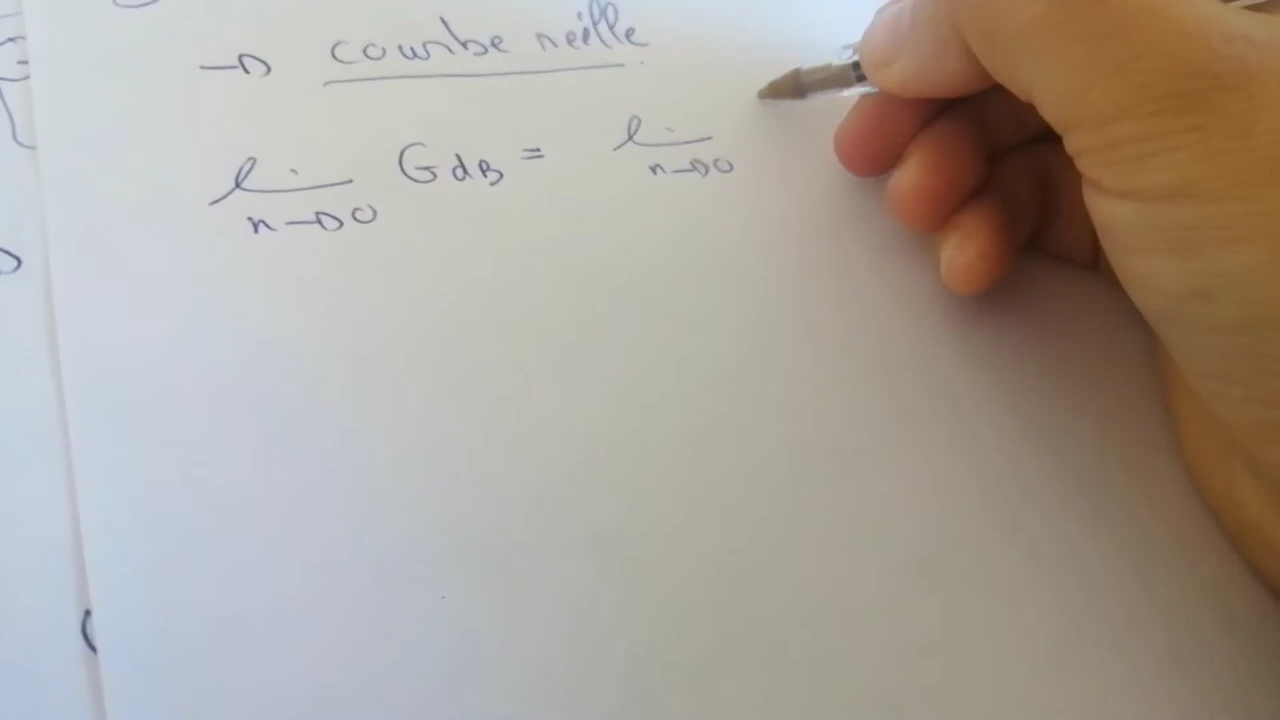 → courbe réelle
lim GdB = lim
n→0 n→0